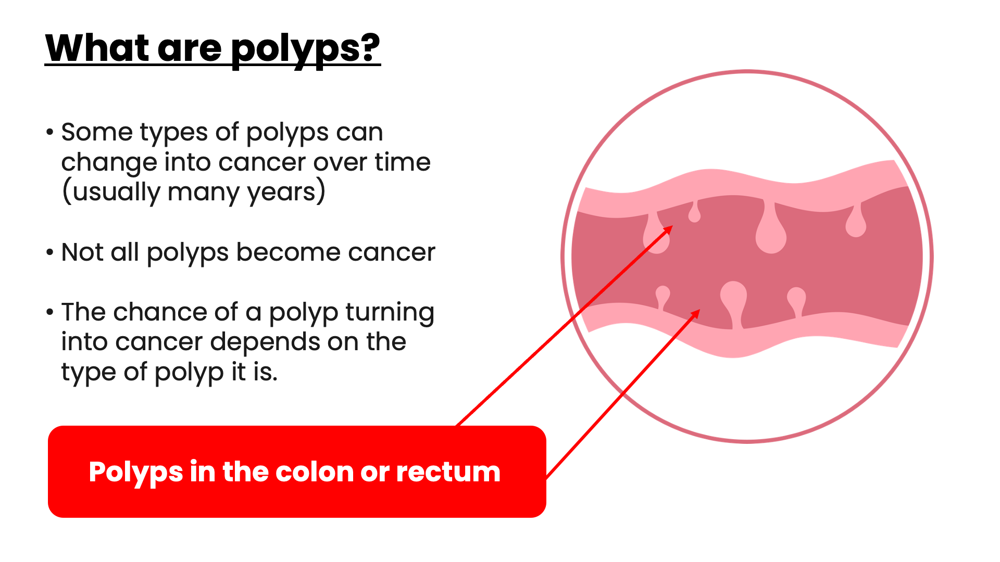 What are polyps?
• Some types of polyps can
change into cancer over time
(usually many years)
• Not all polyps become cancer
• The chance of a polyp turning
into cancer depends on the
type of polyp it is.
Polyps in the colon or rectum